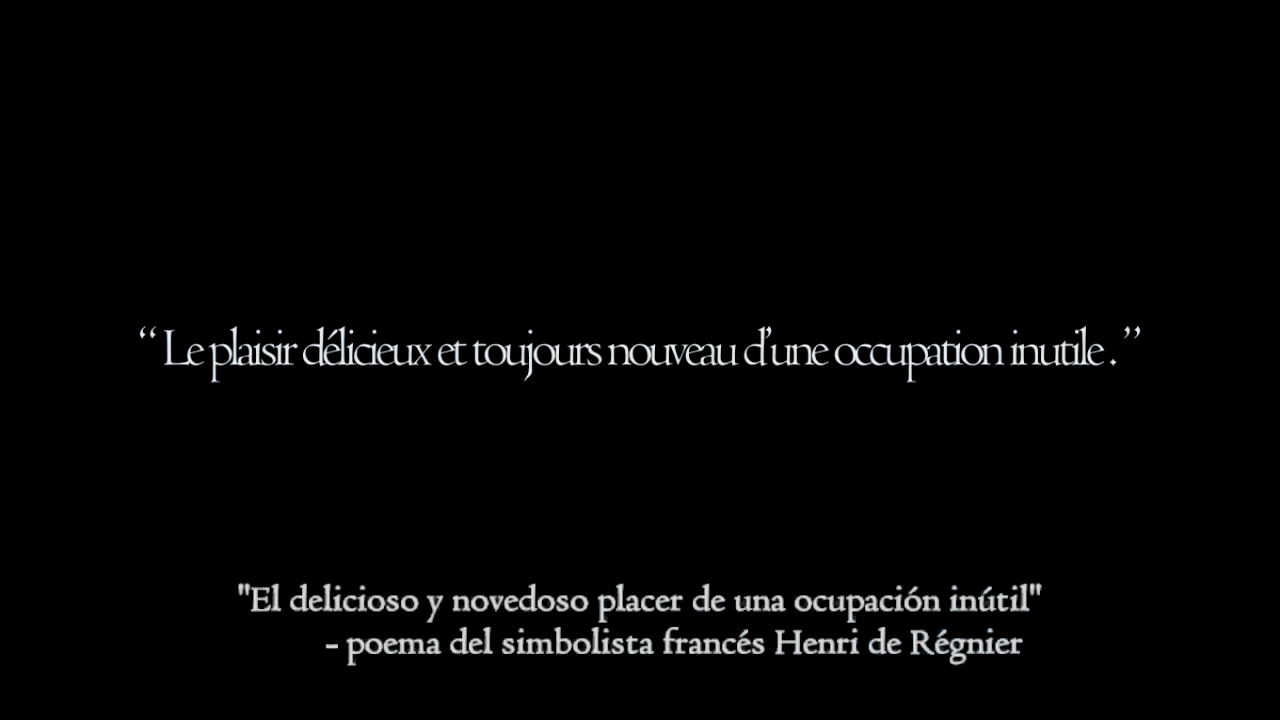 “ Le plaisir délicieux et toujours nouveau d’une occupation inutile . ”
"El delicioso y novedoso placer de una ocupación inútil"
- poema del simbolista francés Henri de Régnier